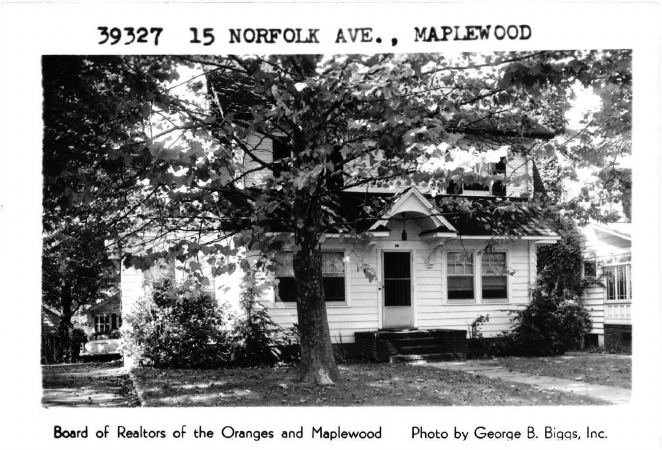 39327 15 NORFOLK AVE., MAPLEWOOD
Board of Realtors of the Oranges and Maplewood Photo by George B. Biggs, Inc.